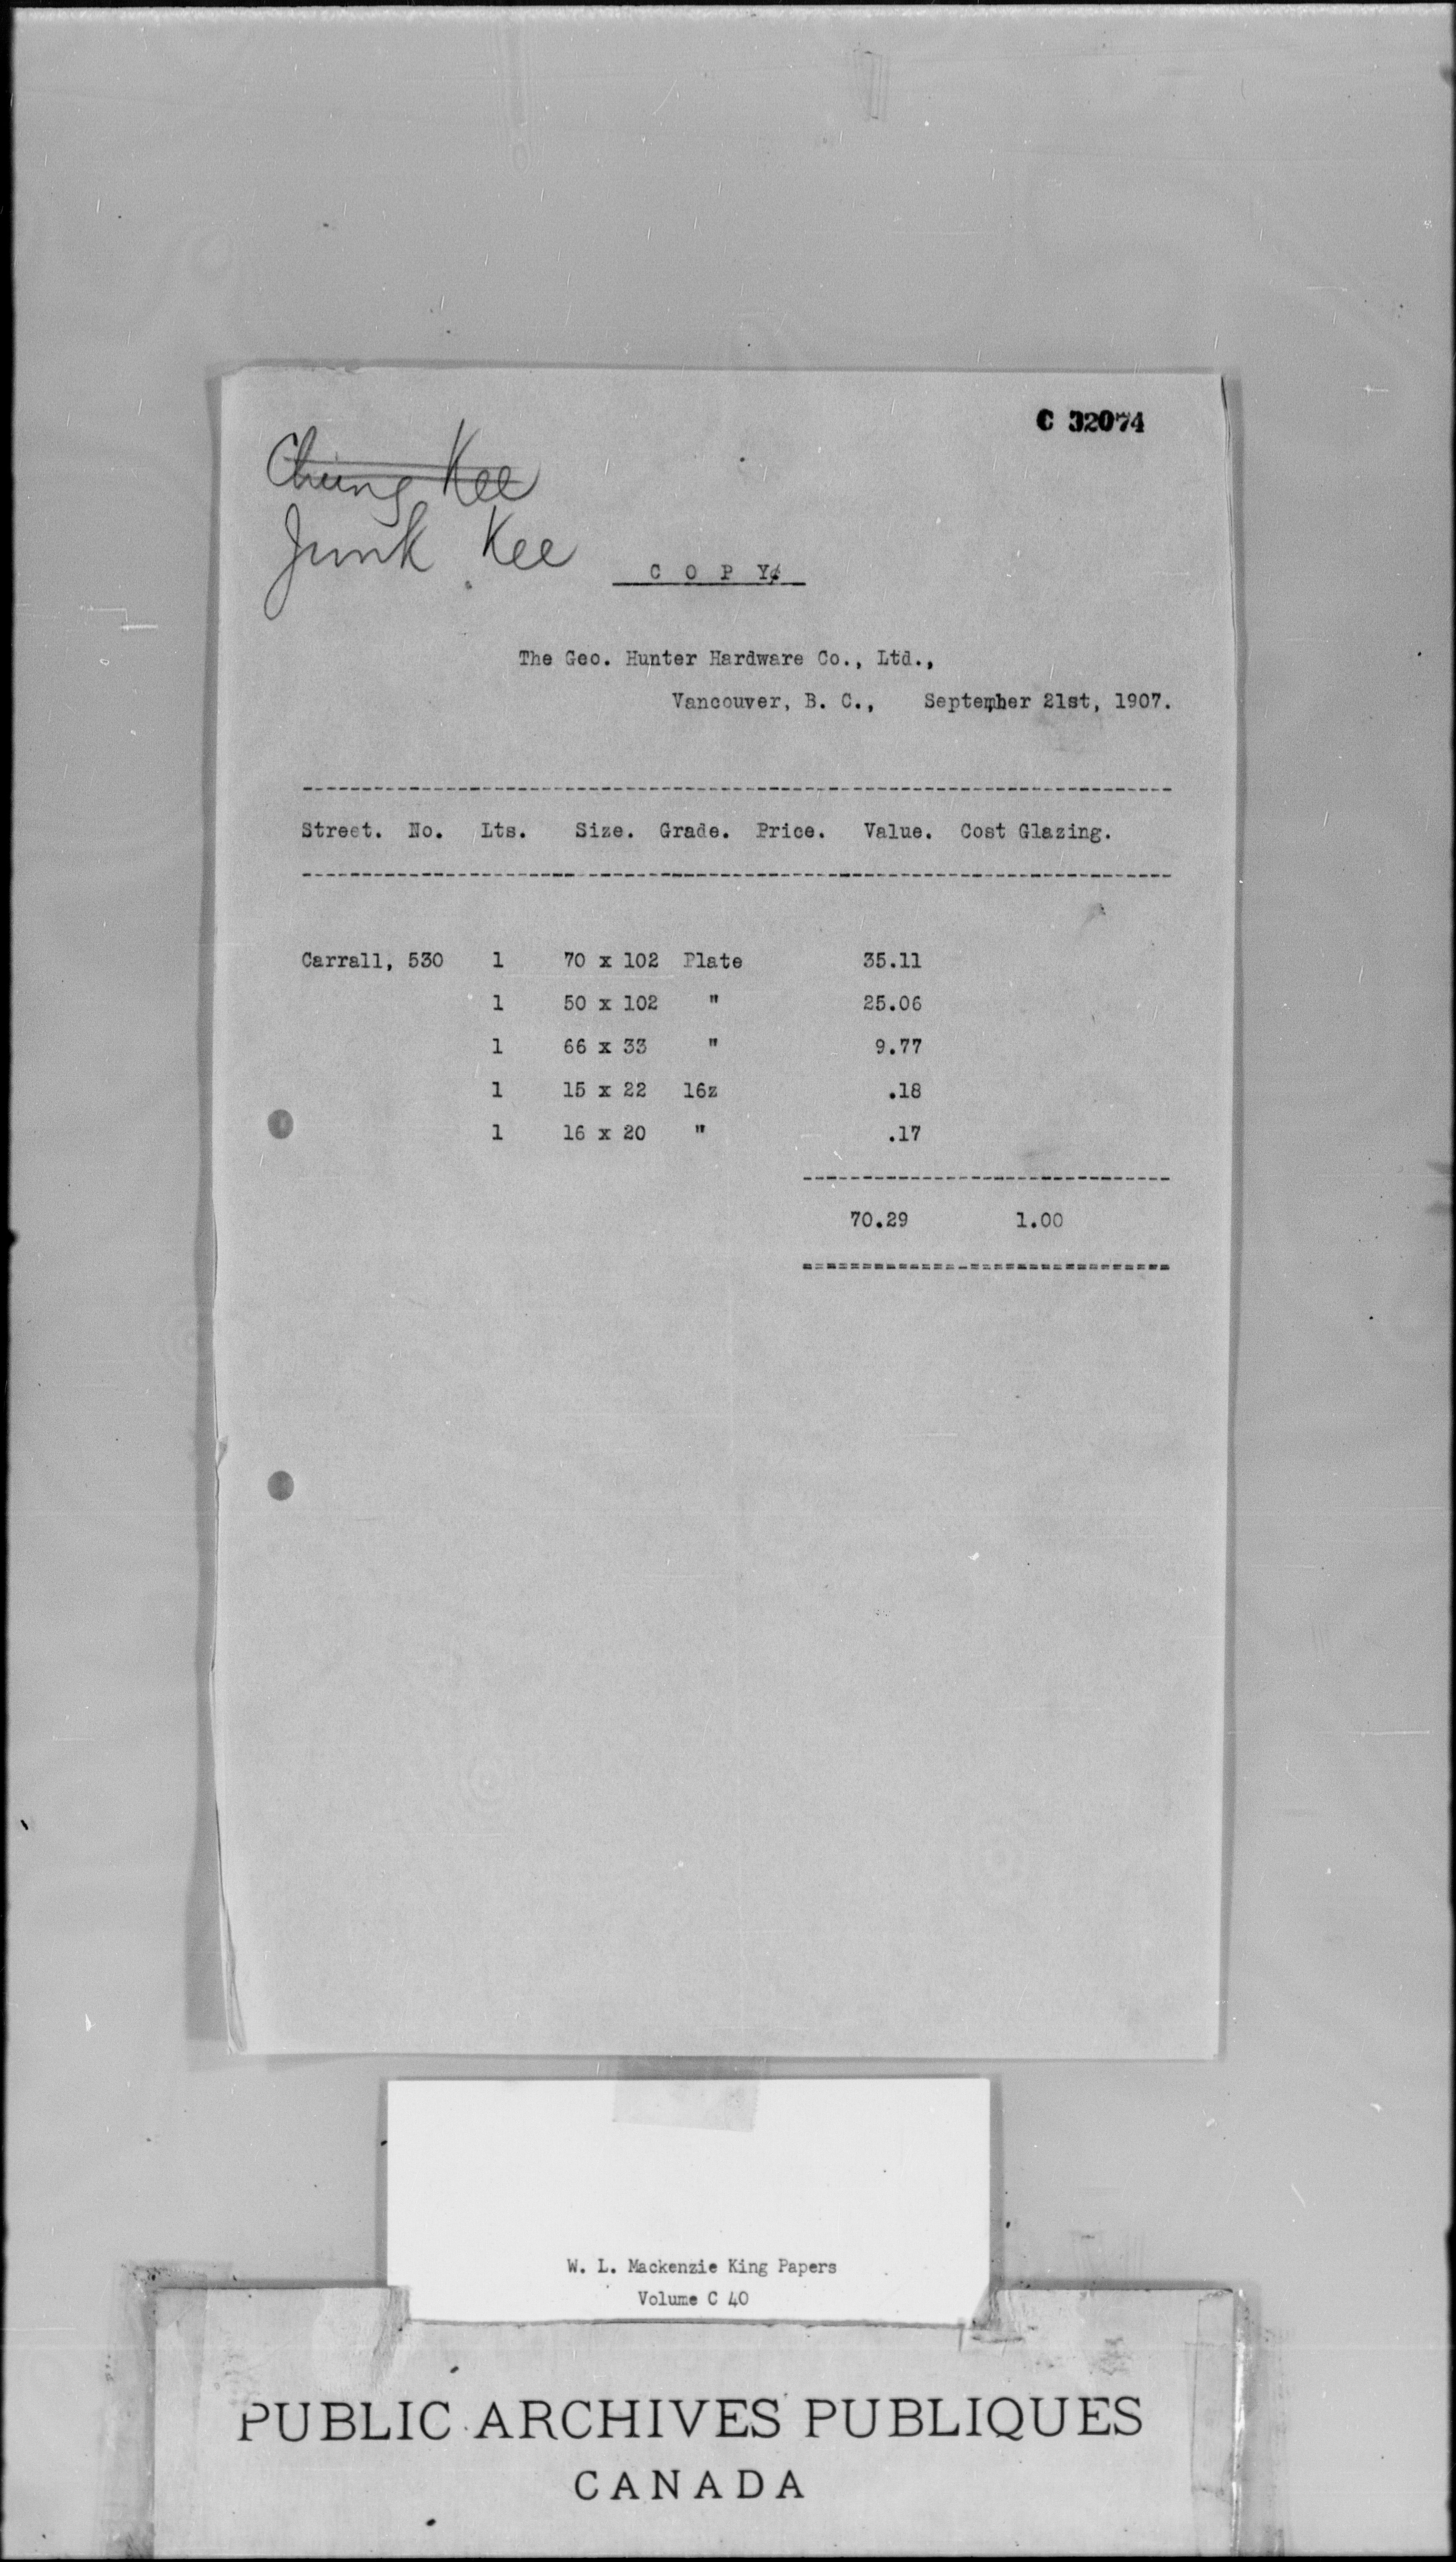 C 32074
Chung Kee
Junk Kee
C O P Y.
The Geo. Hunter Hardware Co., Ltd.,
Vancouver, B. C., September 21st, 1907.
Street. No. Lts. Size. Grade. Price. Value. Cost Glazing.
Carrall, 530 1 70 x 102 Plate 35.11
1 50 x 102 " 25.06
1 66 x 33 " 9.77
1 15 x 22 16z .18
1 16 x 20 " .17
70.29 1.00
W. L. Mackenzie King Papers
Volume C 40
PUBLIC ARCHIVES PUBLIQUES
CANADA